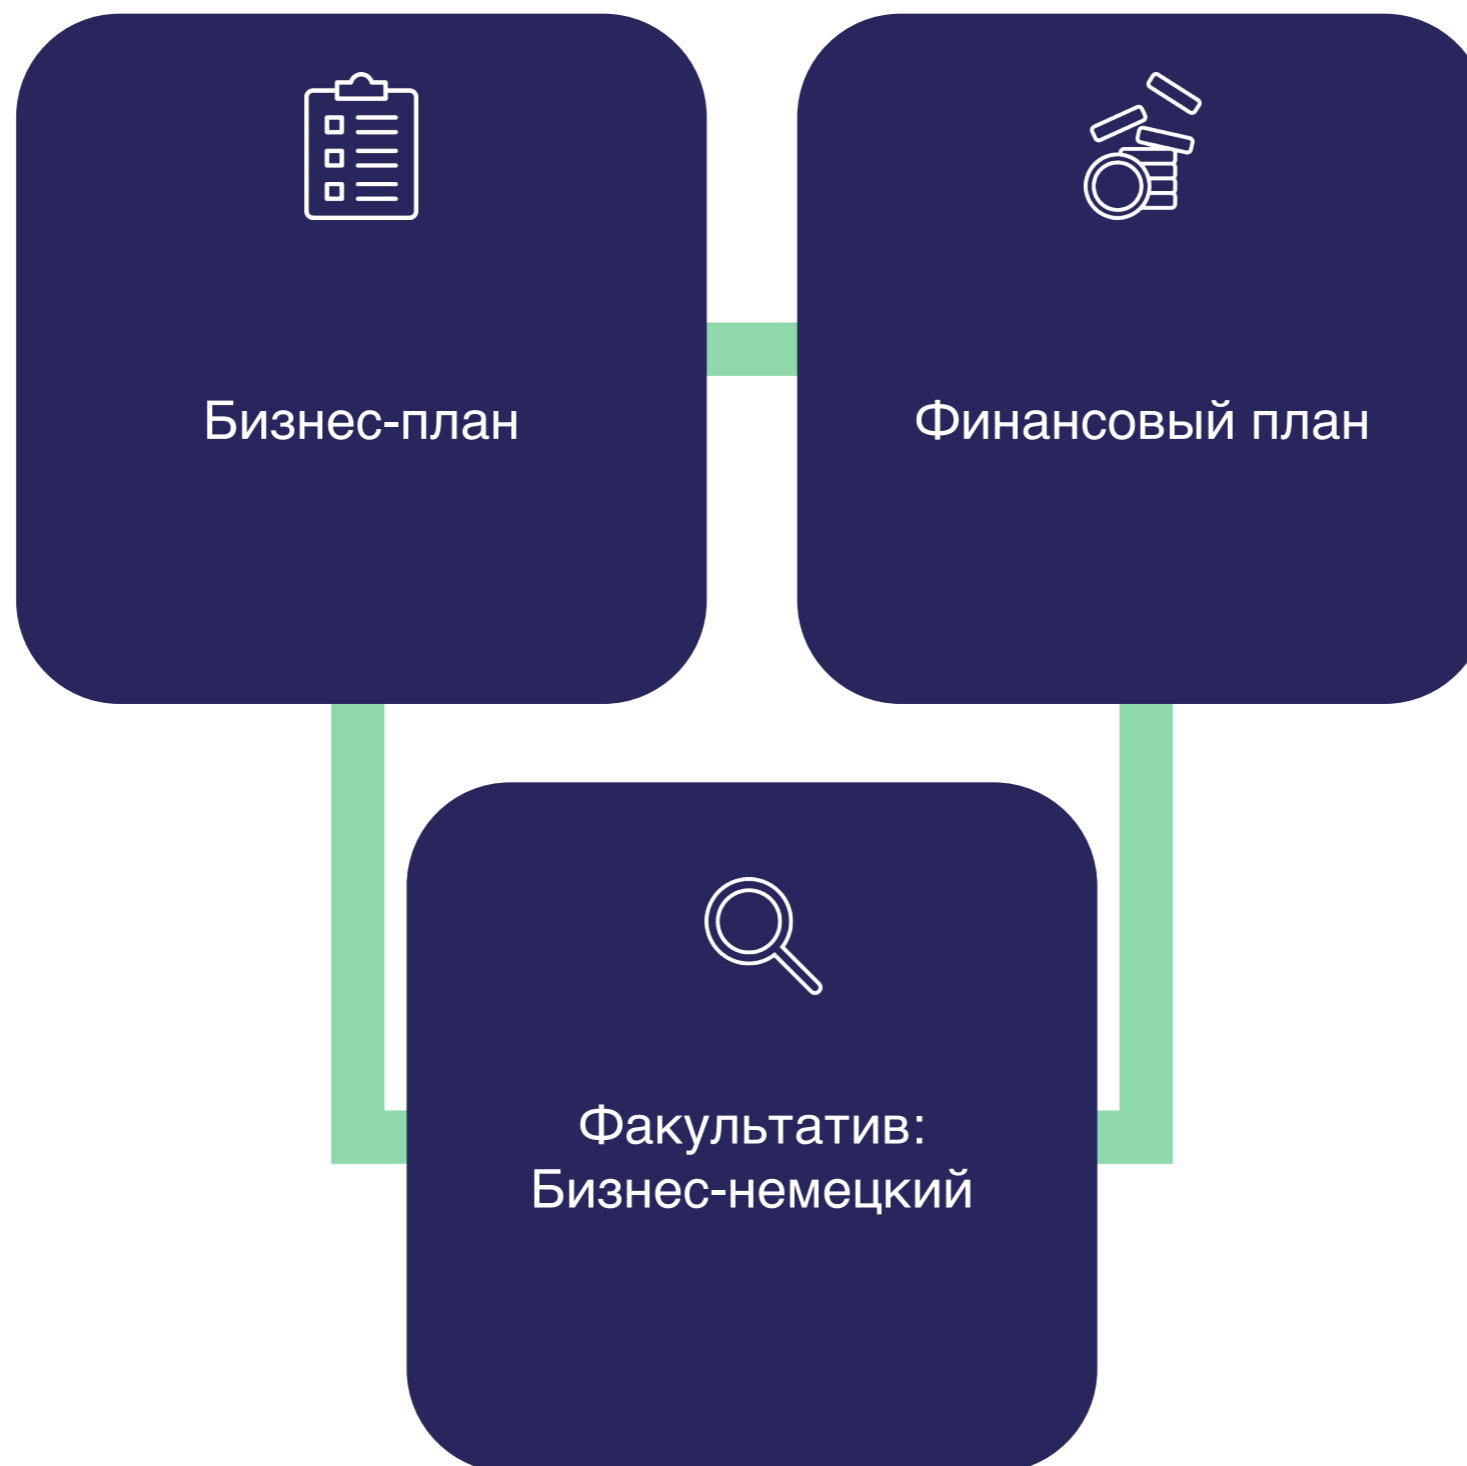 Бизнес-план
Финансовый план
Факультатив:
Бизнес-немецкий